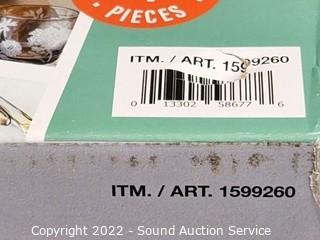 PIECES
ITM. / ART. 1599260
0 13302 58677 6
ITM. / ART. 1599260
Copyright 2022 - Sound Auction Service